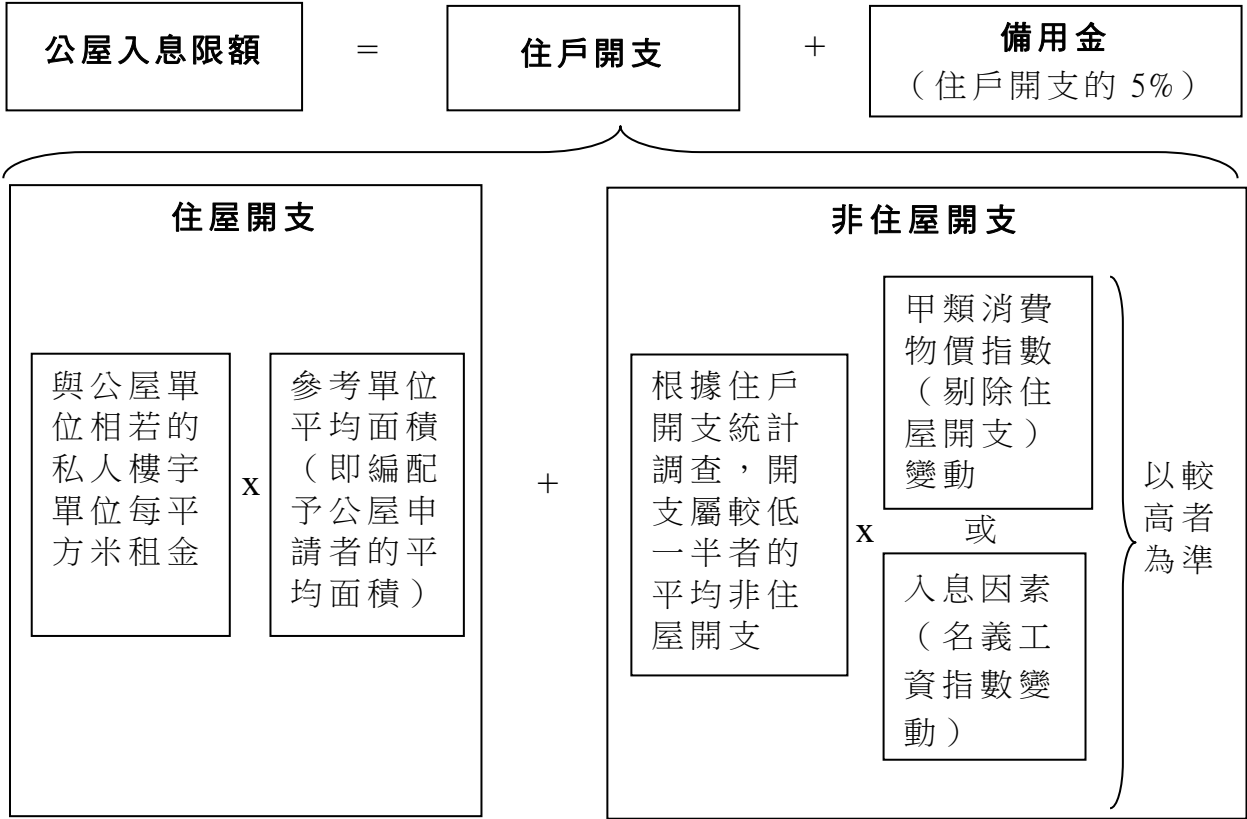 公屋入息限額 = 住戶開支 + 備用金
（住戶開支的 5%）
住屋開支
與公屋單
位相若的
私人樓宇
單位每平
方米租金
x
參考單位
平均面積
（即編配
予公屋申
請者的平
均面積）
+
非住屋開支
根據住戶
開支統計
調查，開
支屬較低
一半者的
平均非住
屋開支
x
甲類消費
物價指數
（剔除住
屋開支）
變動
或
入息因素
（名義工
資指數變
動）
以較
高者
為準